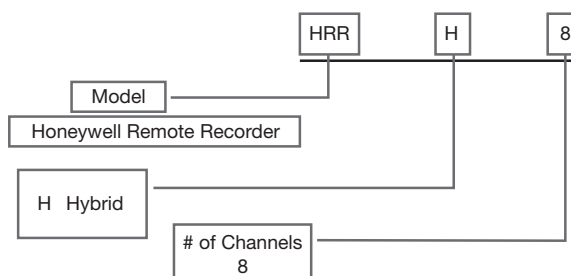 HRR H 8
Model
Honeywell Remote Recorder
H Hybrid
# of Channels
8